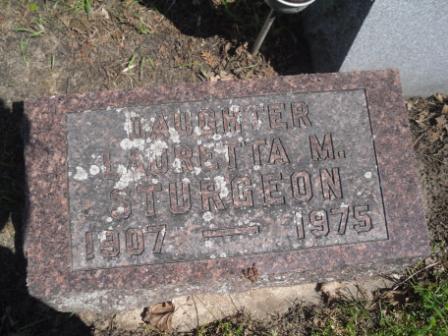 DAUGHTER
LAURETTA M.
STURGEON
1907 — 1975